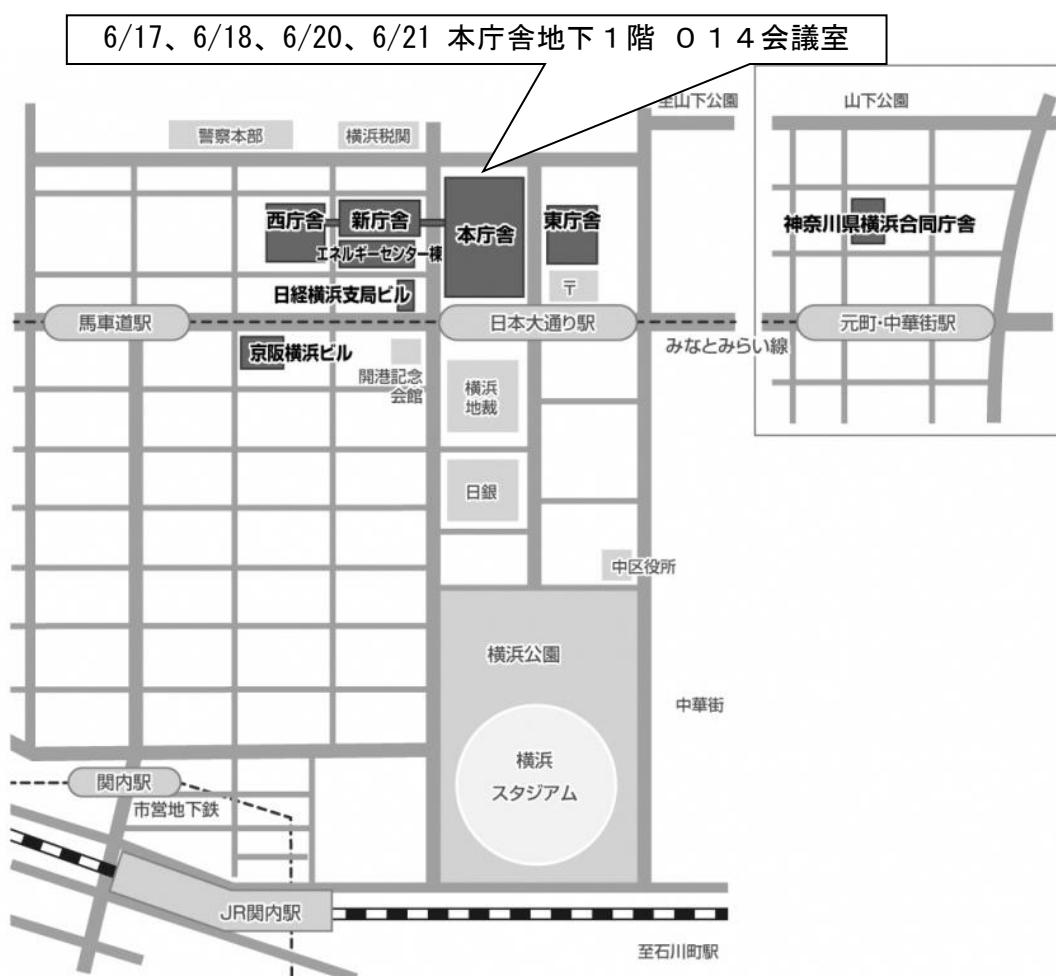 6/17、6/18、6/20、6/21 本庁舎地下１階 ０１４会議室
至山下公園
山下公園
警察本部
横浜税関
西庁舎
新庁舎
本庁舎
東庁舎
神奈川県横浜合同庁舎
エネルギーセンター棟
日経横浜支局ビル
〒
馬車道駅
日本大通り駅
元町・中華街駅
みなとみらい線
京阪横浜ビル
開港記念
会館
横浜
地裁
日銀
中区役所
横浜公園
中華街
横浜
スタジアム
関内駅
市営地下鉄
JR関内駅
至石川町駅